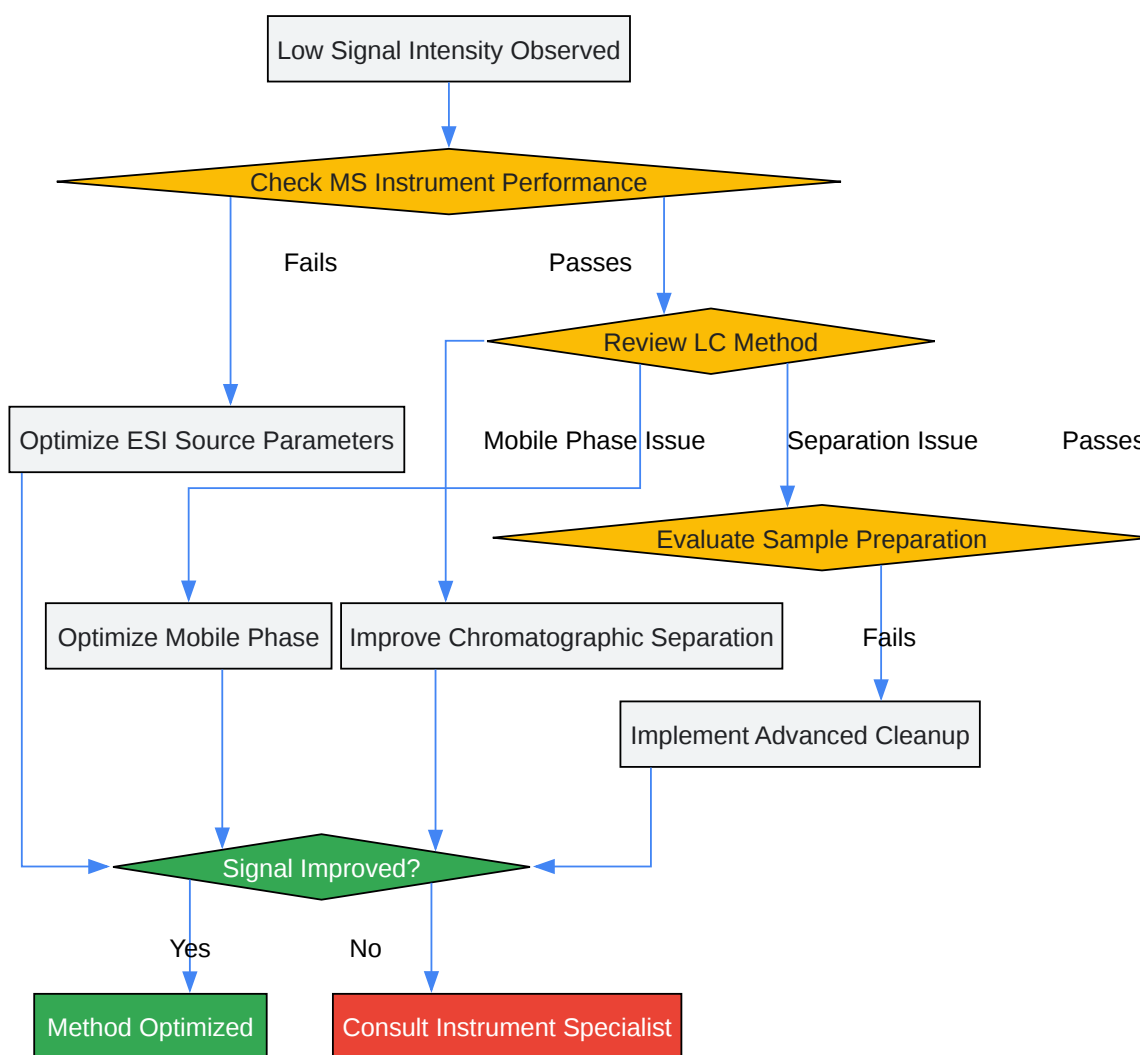 Low Signal Intensity Observed
Check MS Instrument Performance
Fails
Passes
Review LC Method
Optimize ESI Source Parameters
Mobile Phase Issue
Separation Issue
Passes
Evaluate Sample Preparation
Optimize Mobile Phase
Improve Chromatographic Separation
Fails
Implement Advanced Cleanup
Signal Improved?
Yes
No
Method Optimized
Consult Instrument Specialist